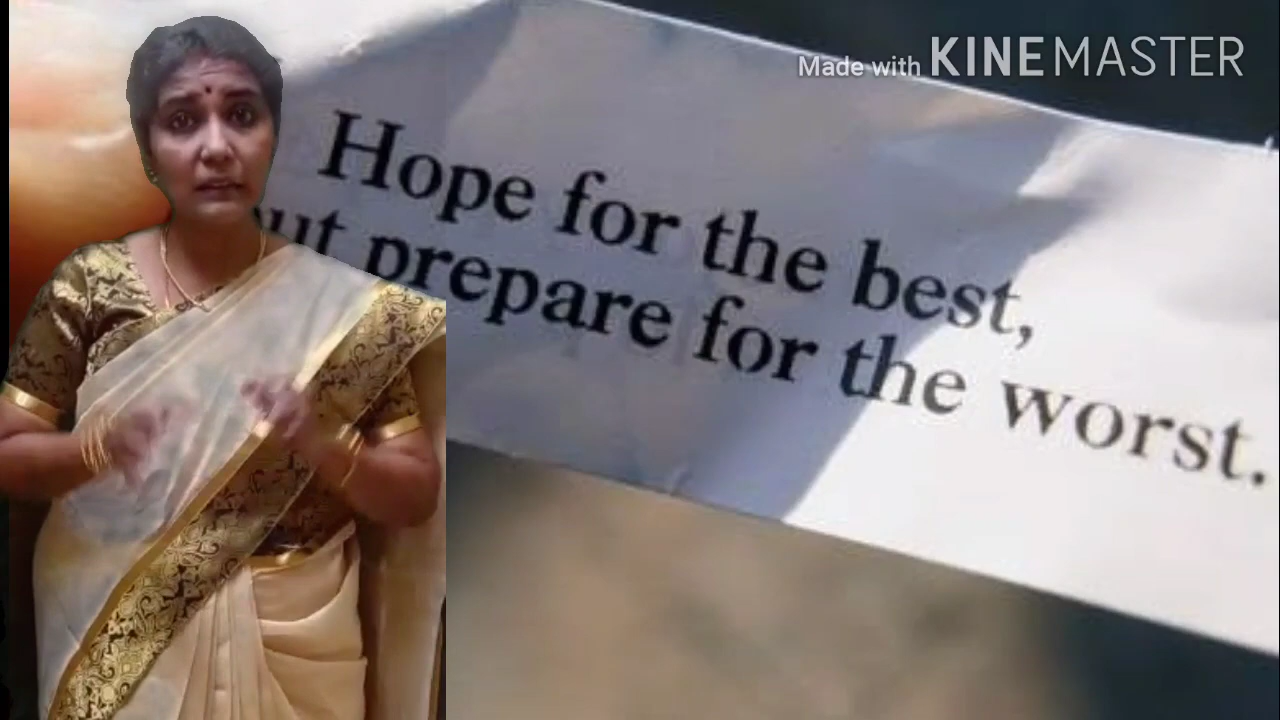 Made with KINEMASTER
Hope for the best,
prepare for the worst.